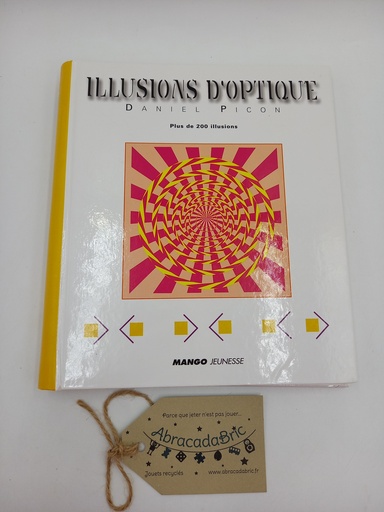 ILLUSIONS D'OPTIQUE
DANIEL PICON
Plus de 200 illusions
MANGO JEUNESSE
Parce que jeter n'est pas jouer...
AbracadaBric
Jouets recyclés www.abracadabric.fr